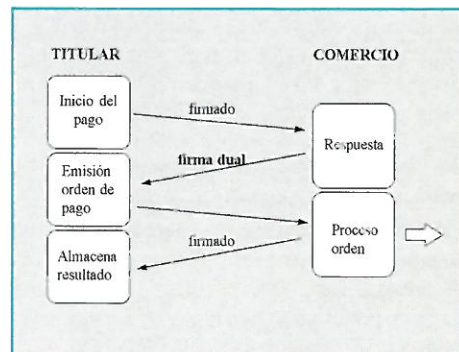 TITULAR
COMERCIO
Inicio del
pago
firmado
Respuesta
firma dual
Emisión
orden de
pago
Proceso
orden
firmado
Almacena
resultado